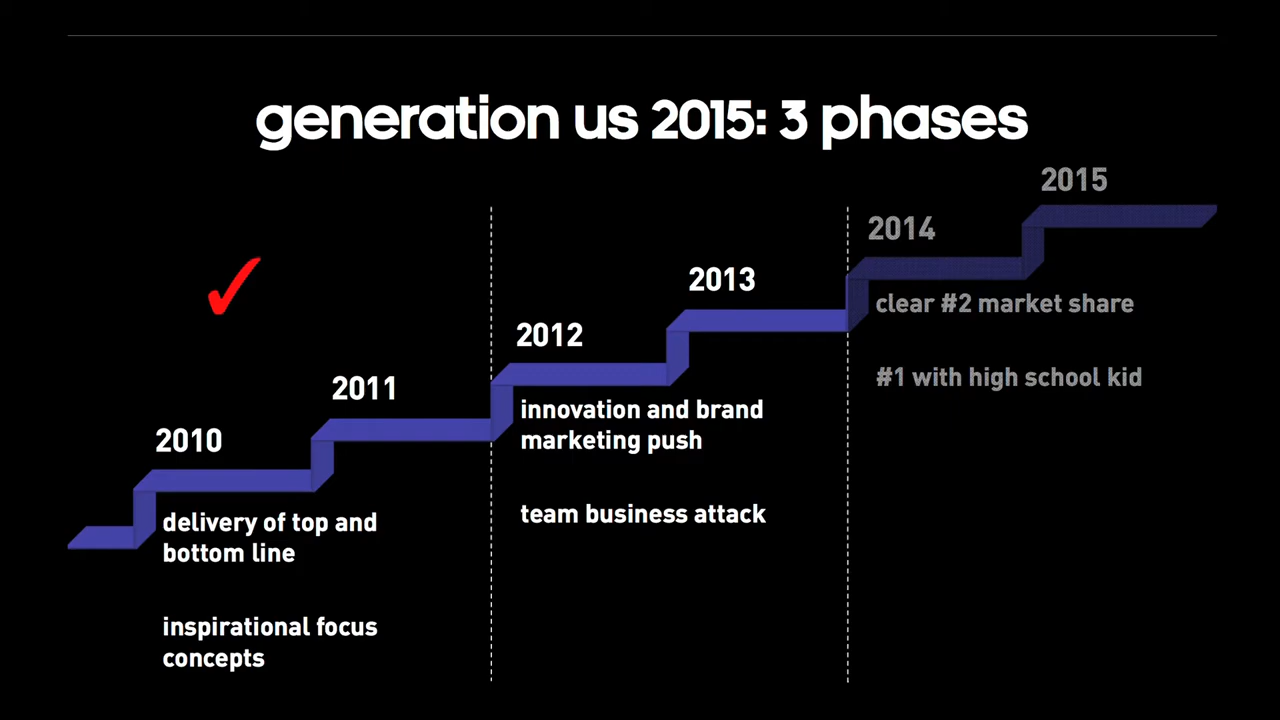 generation us 2015: 3 phases
2010
2011
delivery of top and
bottom line
inspirational focus
concepts
2012
2013
innovation and brand
marketing push
team business attack
2014
2015
clear #2 market share
#1 with high school kid